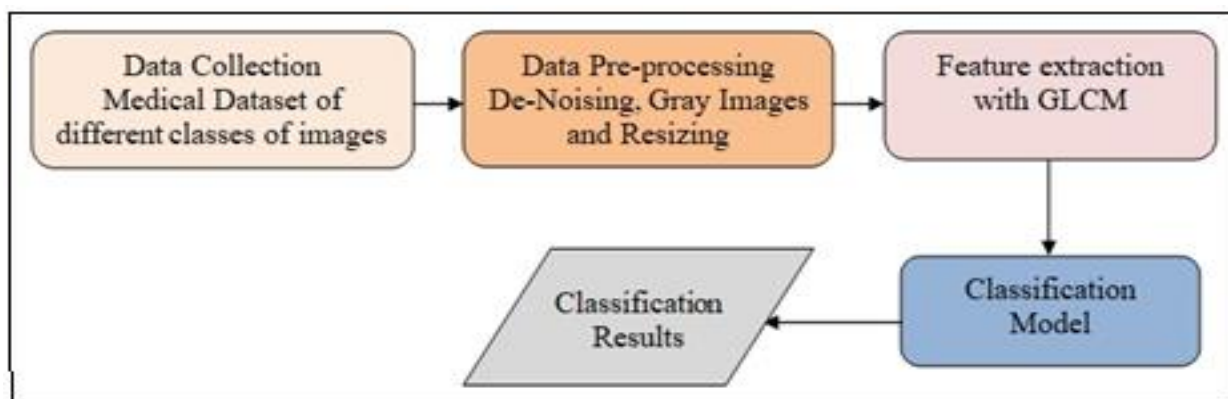 Data Collection
Medical Dataset of
different classes of images
Data Pre-processing
De-Noising, Gray Images
and Resizing
Feature extraction
with GLCM
Classification
Model
Classification
Results